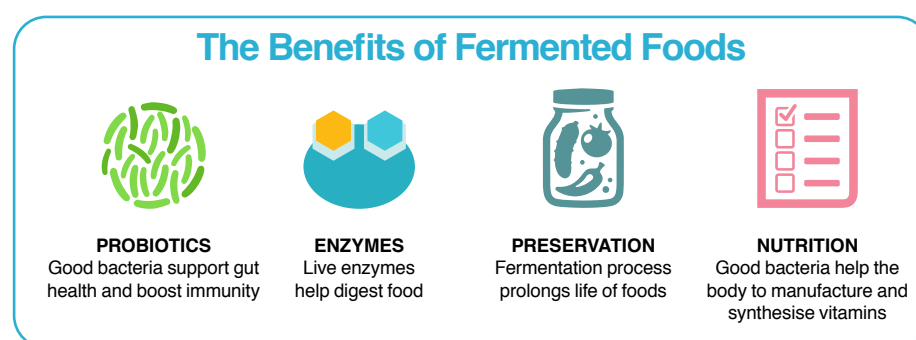 The Benefits of Fermented Foods
PROBIOTICS
Good bacteria support gut
health and boost immunity
ENZYMES
Live enzymes
help digest food
PRESERVATION
Fermentation process
prolongs life of foods
NUTRITION
Good bacteria help the
body to manufacture and
synthesise vitamins